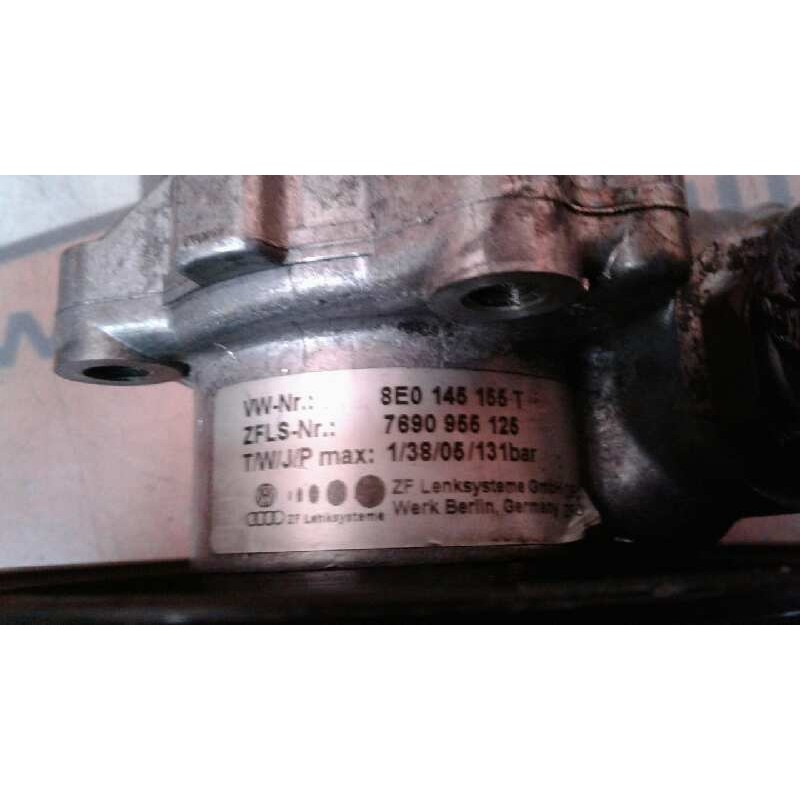 VW-Nr.: 8E0 145 155 T
ZFLS-Nr.: 7690 955 125
T/W/J/P max: 1/38/05/131bar
ZF Lenksysteme GmbH
ZF Lenksysteme Werk Berlin, Germany